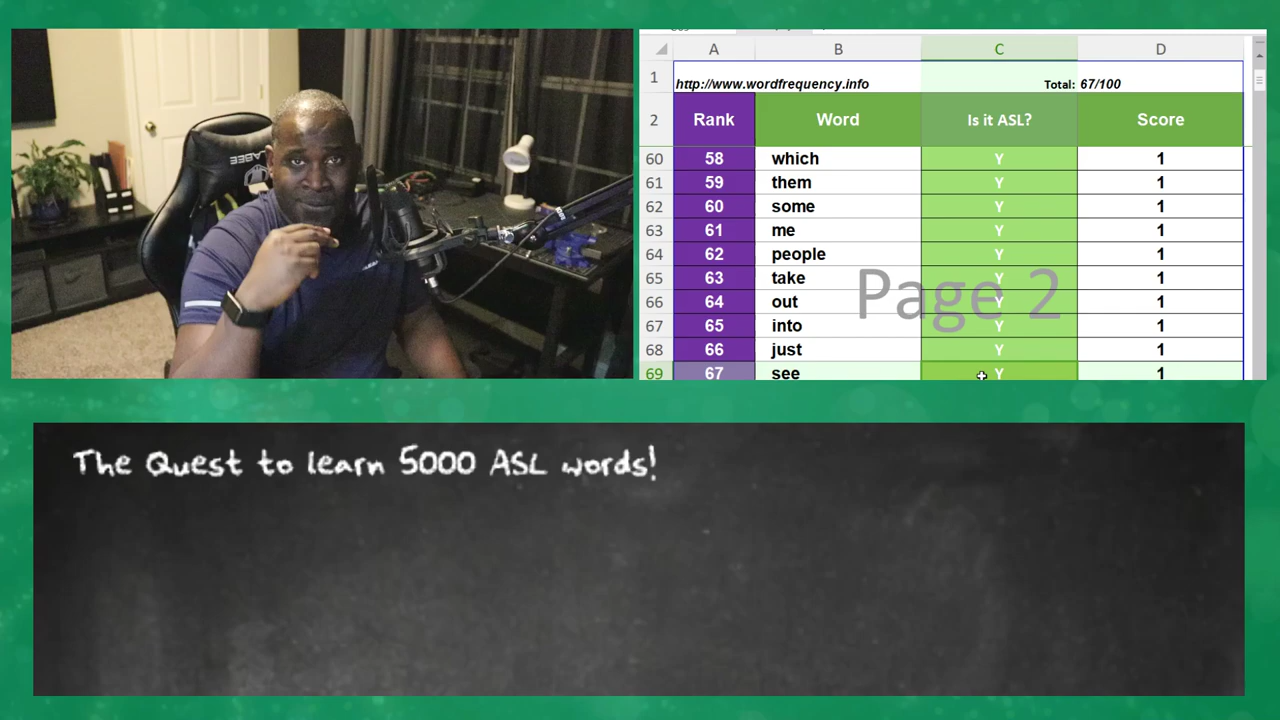 LABEE
A B C D
1 http://www.wordfrequency.info Total: 67/100
2 Rank Word Is it ASL? Score
60 58 which Y 1
61 59 them Y 1
62 60 some Y 1
63 61 me Y 1
64 62 people Y 1
65 63 take Y 1
66 64 out Y 1
67 65 into Y 1
68 66 just Y 1
69 67 see Y 1
Page 2
The Quest to learn 5000 ASL words!